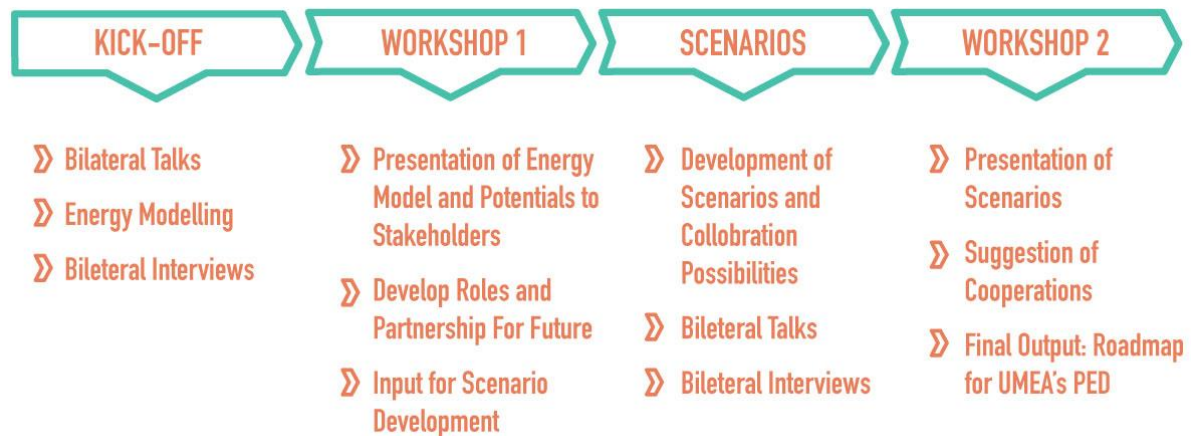 KICK-OFF
Bilateral Talks
Energy Modelling
Bileteral Interviews
WORKSHOP 1
Presentation of Energy
Model and Potentials to
Stakeholders
Develop Roles and
Partnership For Future
Input for Scenario
Development
SCENARIOS
Development of
Scenarios and
Collobration
Possibilities
Bileteral Talks
Bileteral Interviews
WORKSHOP 2
Presentation of
Scenarios
Suggestion of
Cooperations
Final Output: Roadmap
for UMEA's PED